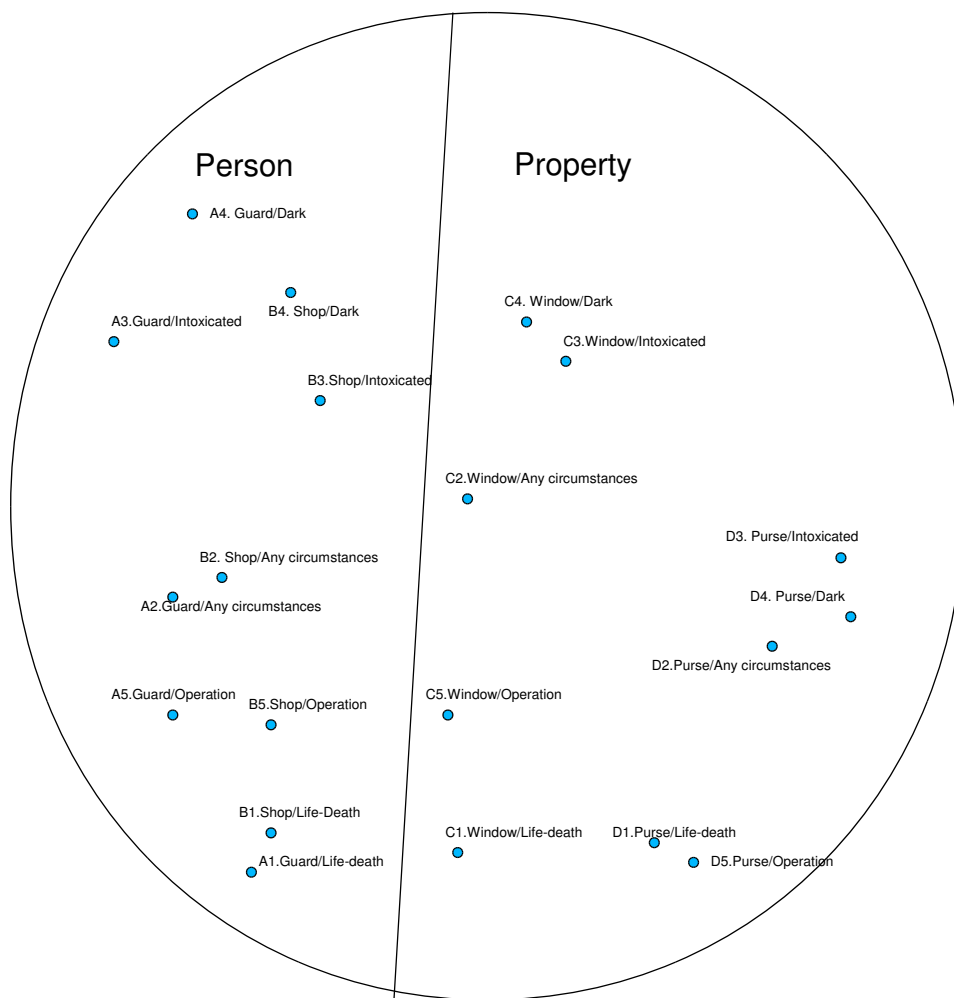 Person
Property
A4. Guard/Dark
B4. Shop/Dark
C4. Window/Dark
A3.Guard/Intoxicated
C3.Window/Intoxicated
B3.Shop/Intoxicated
C2.Window/Any circumstances
D3. Purse/Intoxicated
B2. Shop/Any circumstances
D4. Purse/Dark
A2.Guard/Any circumstances
D2.Purse/Any circumstances
A5.Guard/Operation
C5.Window/Operation
B5.Shop/Operation
B1.Shop/Life-Death
C1.Window/Life-death
D1.Purse/Life-death
A1.Guard/Life-death
D5.Purse/Operation